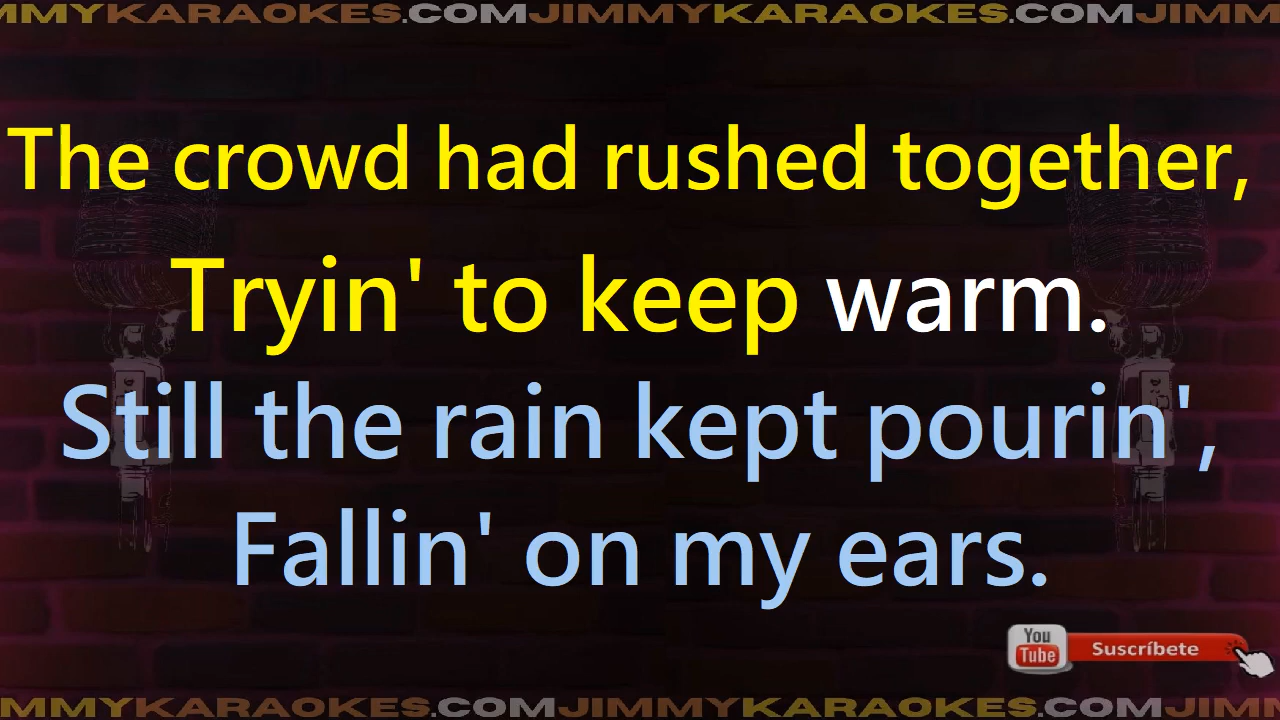 MMYKARAOKES.COMJIMMYKARAOKES.COMJIMM
The crowd had rushed together,
Tryin' to keep warm.
Still the rain kept pourin',
Fallin' on my ears.
You
Tube
Suscríbete
MMYKARAOKES.COMJIMMYKARAOKES.COMJIMM